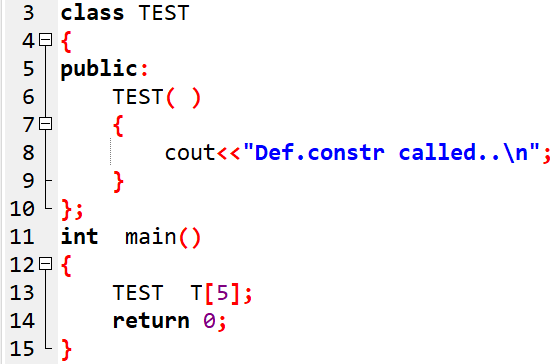 3 class TEST
4 {
5 public:
6     TEST( )
7     {
8         cout<<"Def.constr called..\n";
9     }
10 };
11 int  main()
12 {
13     TEST  T[5];
14     return 0;
15 }